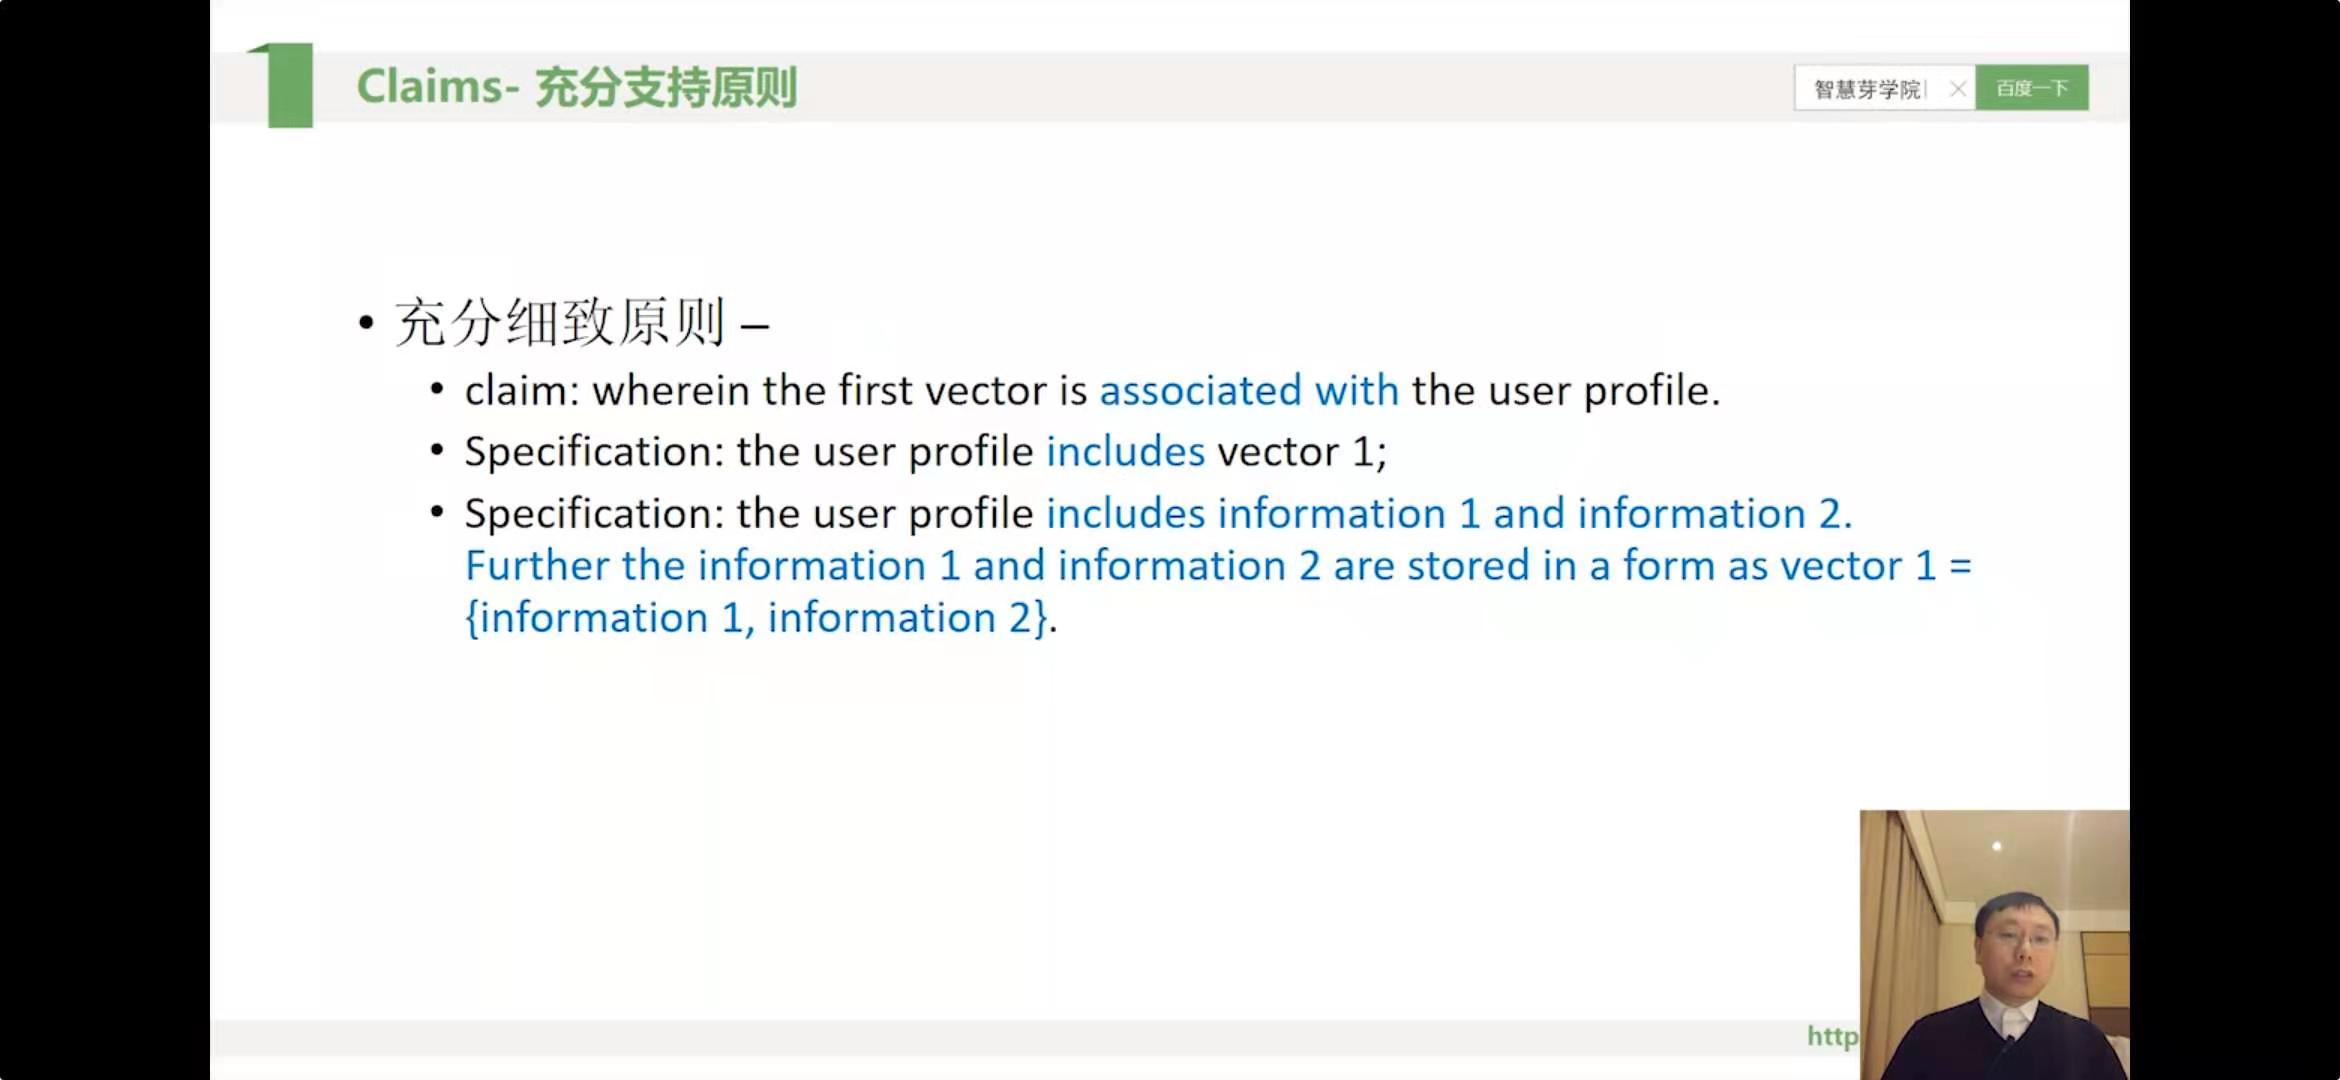 Claims- 充分支持原则
智慧芽学院
百度一下
• 充分细致原则 –
• claim: wherein the first vector is associated with the user profile.
• Specification: the user profile includes vector 1;
• Specification: the user profile includes information 1 and information 2.
Further the information 1 and information 2 are stored in a form as vector 1 =
{information 1, information 2}.
http